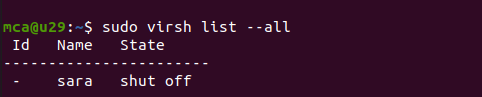 mca@u29:~$ sudo virsh list --all
 Id   Name   State
-----------------------
 -    sara   shut off